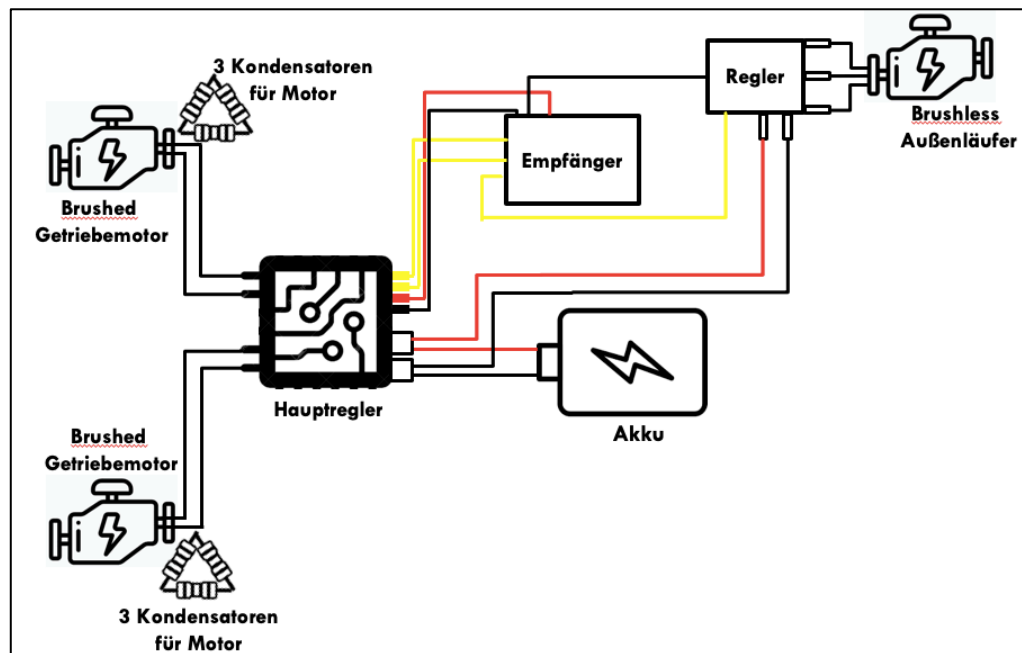 3 Kondensatoren
für Motor
Regler
Brushless
Außenläufer
Empfänger
Brushed
Getriebemotor
Hauptregler
Akku
Brushed
Getriebemotor
3 Kondensatoren
für Motor